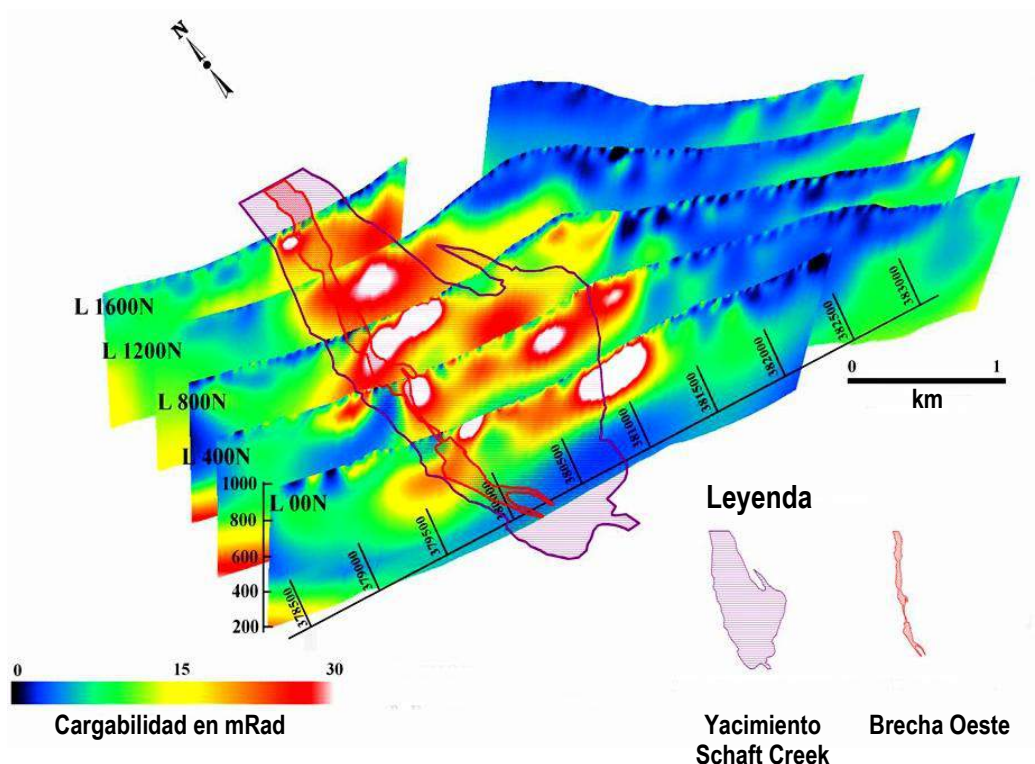 N
L 1600N
L 1200N
L 800N
L 400N
L 00N
1000
800
600
400
200
378500
379000
379500
380000
380500
381000
381500
382000
382500
383000
0 1
km
Leyenda
0 15 30
Cargabilidad en mRad
Yacimiento
Schaft Creek
Brecha Oeste